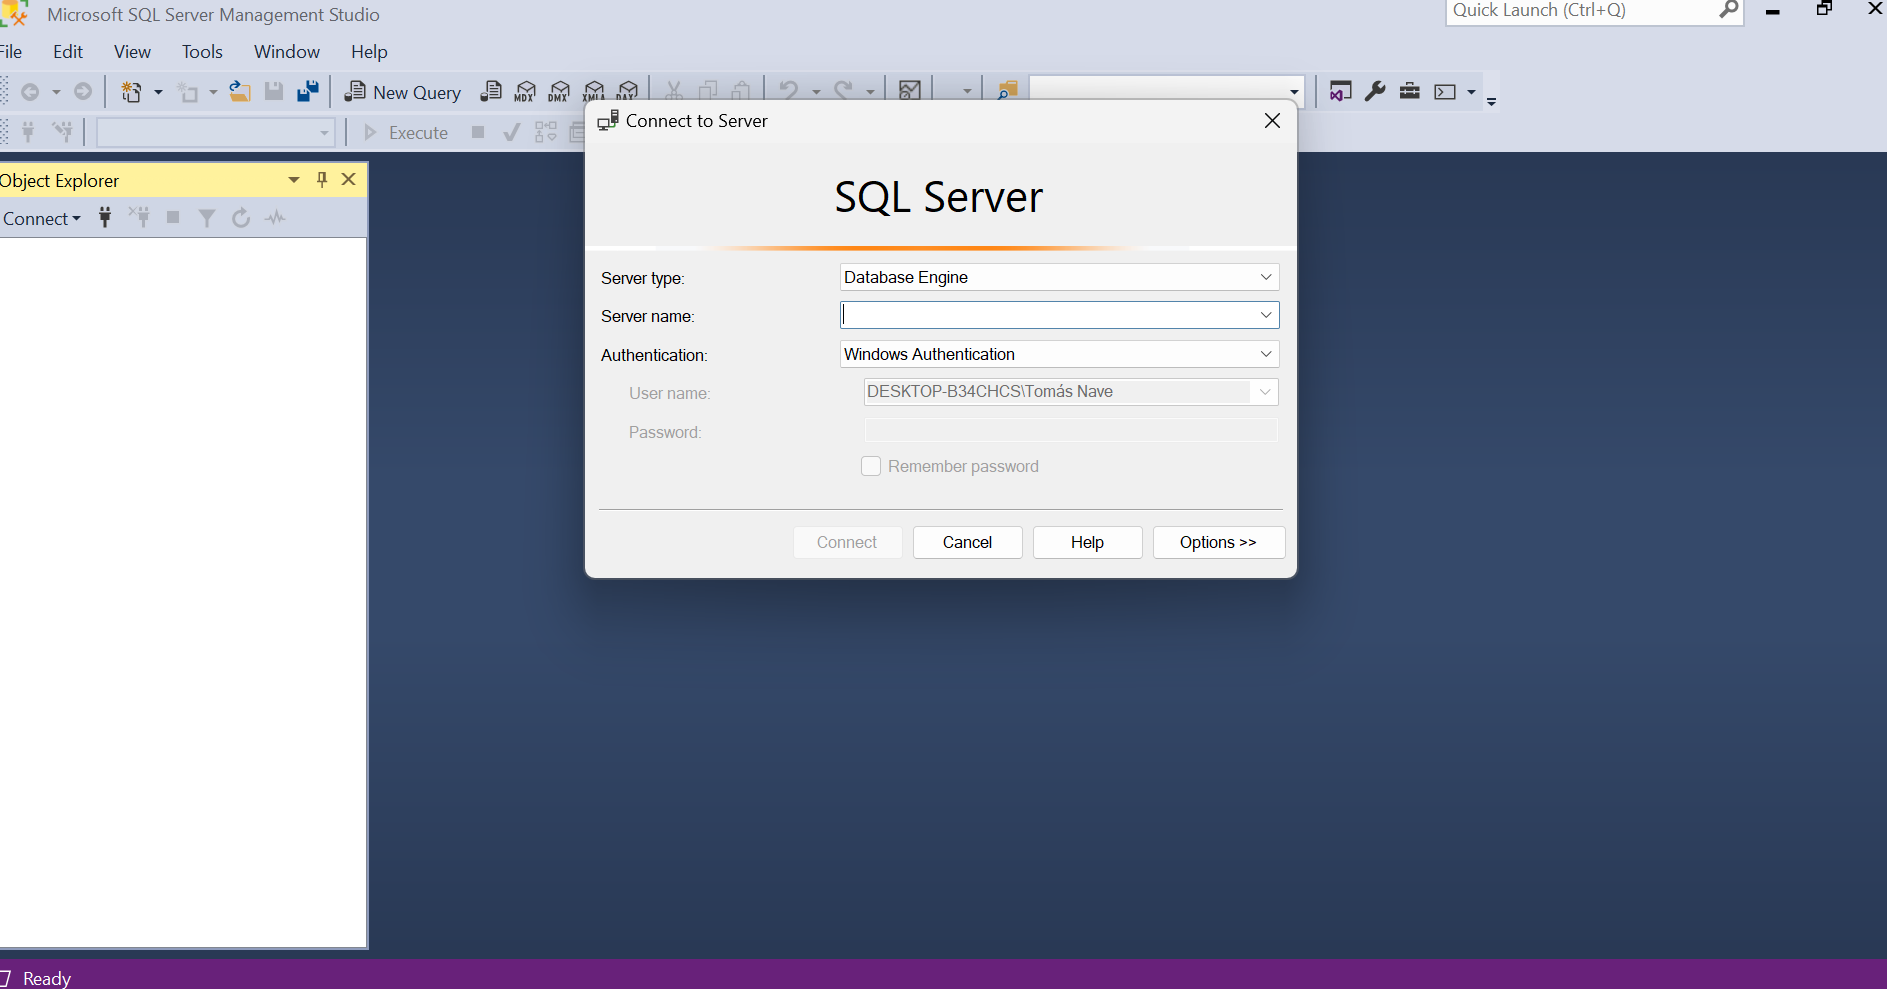 Microsoft SQL Server Management Studio
Quick Launch (Ctrl+Q)
File Edit View Tools Window Help
New Query MDX DMX XMLA DAX
Execute
Connect to Server
Object Explorer
Connect
SQL Server
Server type: Database Engine
Server name:
Authentication: Windows Authentication
User name: DESKTOP-B34CHCS\Tomás Nave
Password:
Remember password
Connect Cancel Help Options >>
Ready